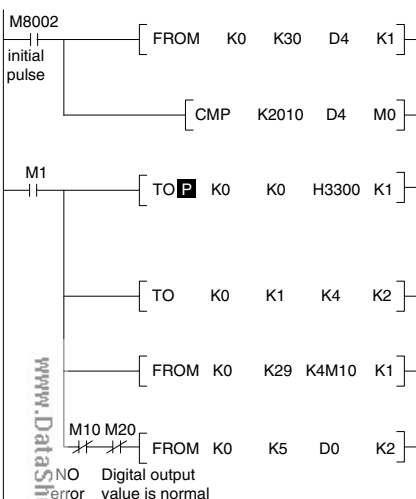 M8002
FROM K0 K30 D4 K1
initial
pulse
CMP K2010 D4 M0
M1
TO P K0 K0 H3300 K1
TO K0 K1 K4 K2
FROM K0 K29 K4M10 K1
M10 M20
FROM K0 K5 D0 K2
NO Digital output
error value is normal
www.DataSh